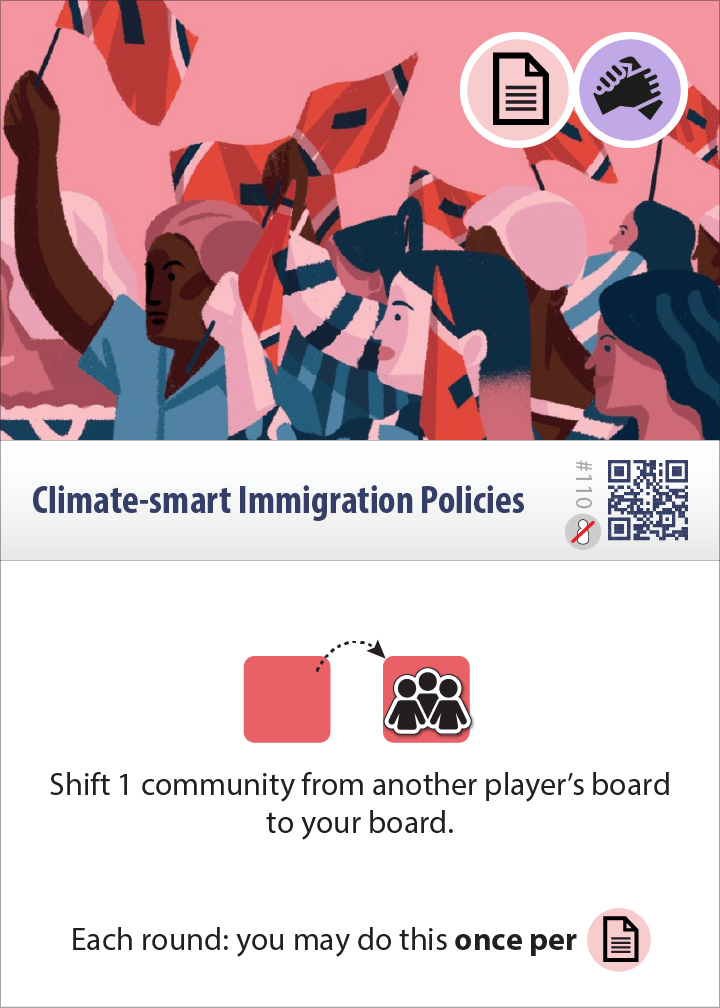 Climate-smart Immigration Policies
#110
Shift 1 community from another player’s board
to your board.
Each round: you may do this once per